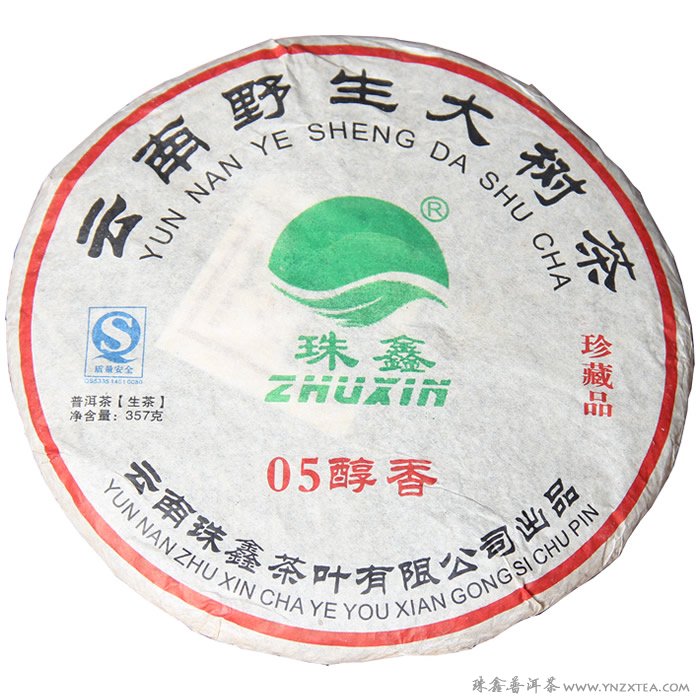 云南野生大树茶
YUN NAN YE SHENG DA SHU CHA
®
珠鑫
ZHUXIN
质量安全
普洱茶【生茶】
净含量：357克
珍藏品
05醇香
云南珠鑫茶叶有限公司出品
YUN NAN ZHU XIN CHA YE YOU XIAN GONG SI CHU PIN
珠鑫普洱茶 WWW.YNZXTEA.COM